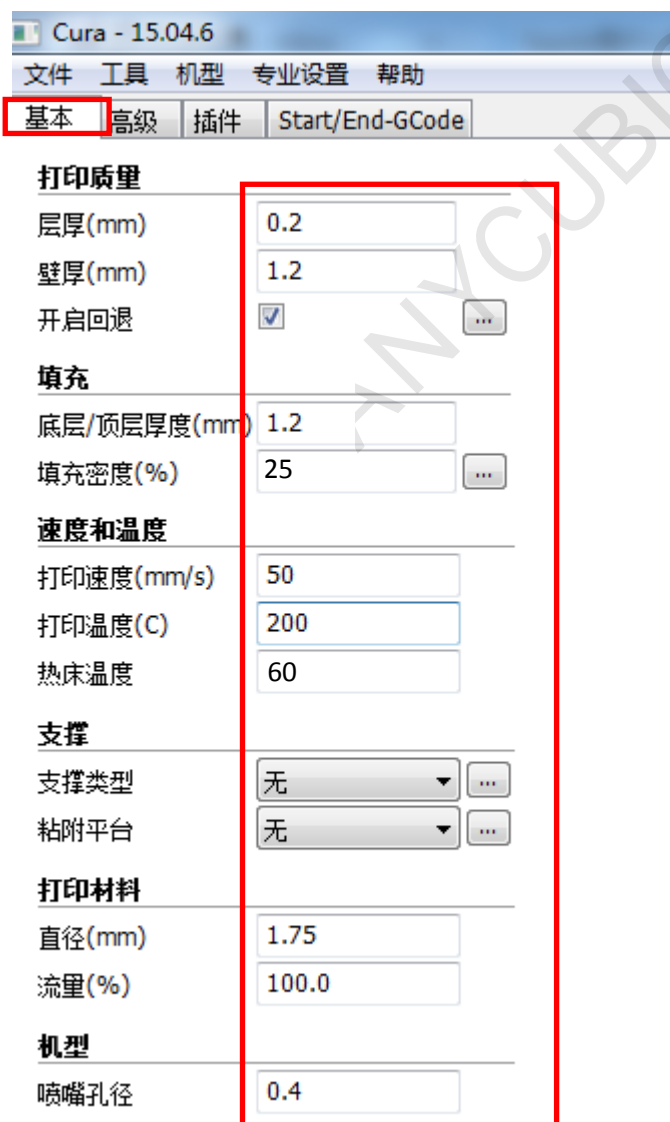 Cura - 15.04.6
文件 工具 机型 专业设置 帮助
基本 高级 插件 Start/End-GCode
打印质量
层厚(mm) 0.2
壁厚(mm) 1.2
开启回退 ...
填充
底层/顶层厚度(mm) 1.2
填充密度(%) 25 ...
速度和温度
打印速度(mm/s) 50
打印温度(C) 200
热床温度 60
支撑
支撑类型 无 ...
粘附平台 无 ...
打印材料
直径(mm) 1.75
流量(%) 100.0
机型
喷嘴孔径 0.4
ANYCUBIC